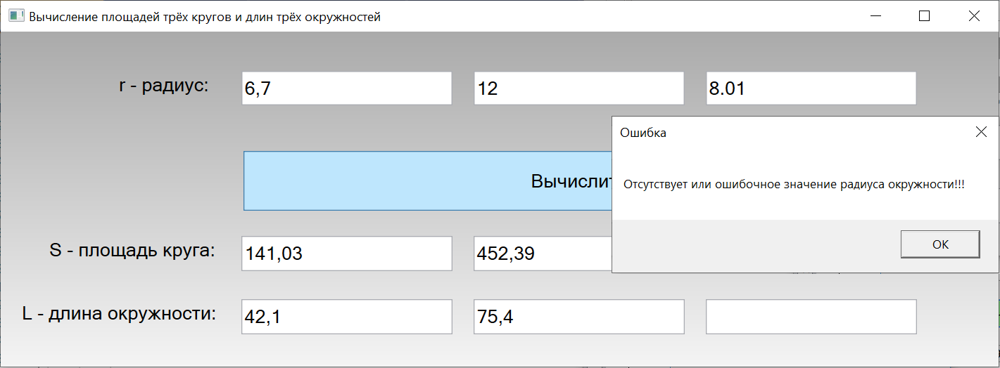 Вычисление площадей трёх кругов и длин трёх окружностей
r - радиус:
6,7
12
8.01
Ошибка
Отсутствует или ошибочное значение радиуса окружности!!!
OK
Вычислит
S - площадь круга:
141,03
452,39
L - длина окружности:
42,1
75,4